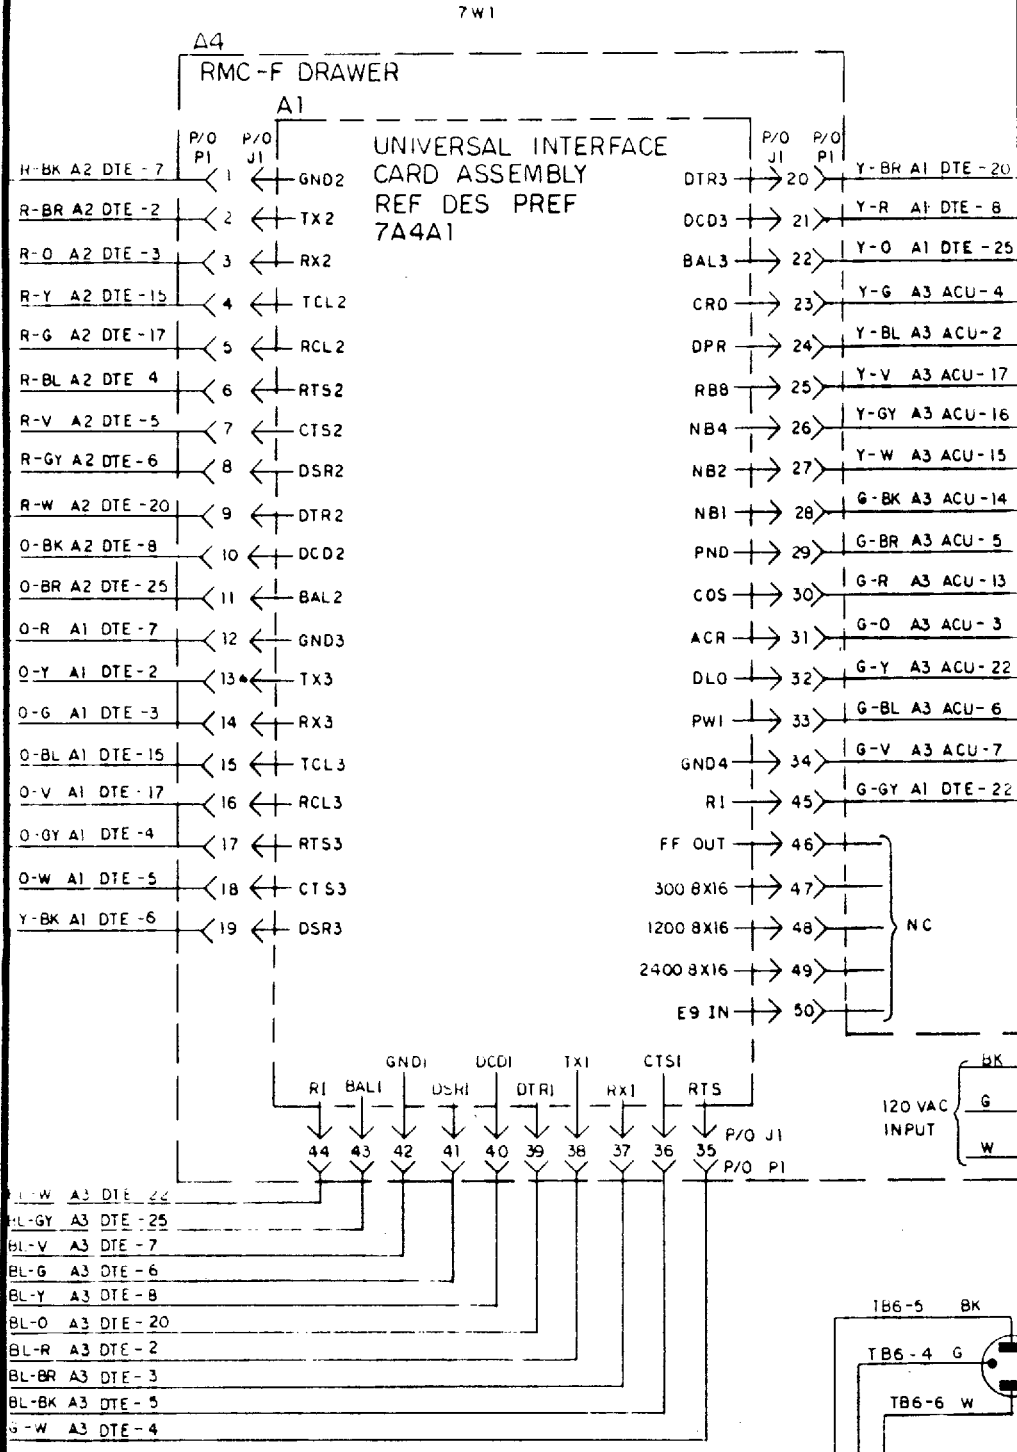 7W1
A4
RMC-F DRAWER
A1
UNIVERSAL INTERFACE
CARD ASSEMBLY
REF DES PREF
7A4A1
P/O P1 P/O J1
P/O J1 P/O P1
R-BK A2 DTE-7 1 GND2
R-BR A2 DTE-2 2 TX2
R-O A2 DTE-3 3 RX2
R-Y A2 DTE-15 4 TCL2
R-G A2 DTE-17 5 RCL2
R-BL A2 DTE 4 6 RTS2
R-V A2 DTE-5 7 CTS2
R-GY A2 DTE-6 8 DSR2
R-W A2 DTE-20 9 DTR2
O-BK A2 DTE-8 10 DCD2
O-BR A2 DTE-25 11 BAL2
O-R A1 DTE-7 12 GND3
O-Y A1 DTE-2 13 TX3
O-G A1 DTE-3 14 RX3
O-BL A1 DTE-15 15 TCL3
O-V A1 DTE-17 16 RCL3
O-GY A1 DTE-4 17 RTS3
O-W A1 DTE-5 18 CTS3
Y-BK A1 DTE-6 19 DSR3
DTR3 20 Y-BR A1 DTE-20
DCD3 21 Y-R A1 DTE-8
BAL3 22 Y-O A1 DTE-25
CRO 23 Y-G A3 ACU-4
DPR 24 Y-BL A3 ACU-2
RB8 25 Y-V A3 ACU-17
NB4 26 Y-GY A3 ACU-16
NB2 27 Y-W A3 ACU-15
NB1 28 G-BK A3 ACU-14
PND 29 G-BR A3 ACU-5
COS 30 G-R A3 ACU-13
ACR 31 G-O A3 ACU-3
DLO 32 G-Y A3 ACU-22
PWI 33 G-BL A3 ACU-6
GND4 34 G-V A3 ACU-7
R1 45 G-GY A1 DTE-22
FF OUT 46
300 8X16 47
1200 8X16 48
2400 8X16 49
E9 IN 50
NC
R1 BAL1 GND1 DSR1 DCD1 DTR1 TX1 RX1 CTS1 RTS
P/O J1
44 43 42 41 40 39 38 37 36 35
P/O P1
120 VAC
INPUT
BK
G
W
-W A3 DTE-22
BL-GY A3 DTE-25
BL-V A3 DTE-7
BL-G A3 DTE-6
BL-Y A3 DTE-8
BL-O A3 DTE-20
BL-R A3 DTE-2
BL-BR A3 DTE-3
BL-BK A3 DTE-5
G-W A3 DTE-4
TB6-5 BK
TB6-4 G
TB6-6 W